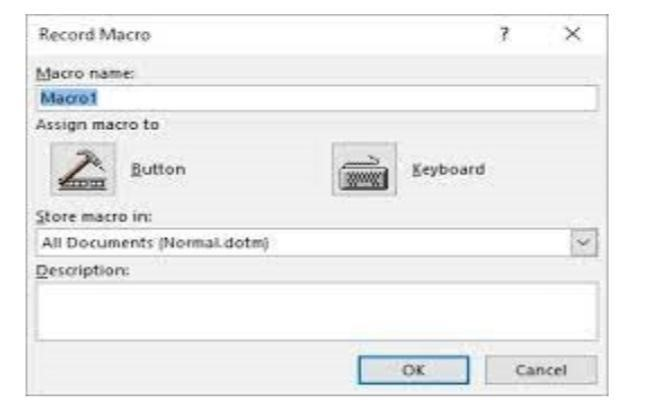 Record Macro ? ×
Macro name:
Macro1
Assign macro to
Button Keyboard
Store macro in:
All Documents (Normal.dotm)
Description:
OK Cancel